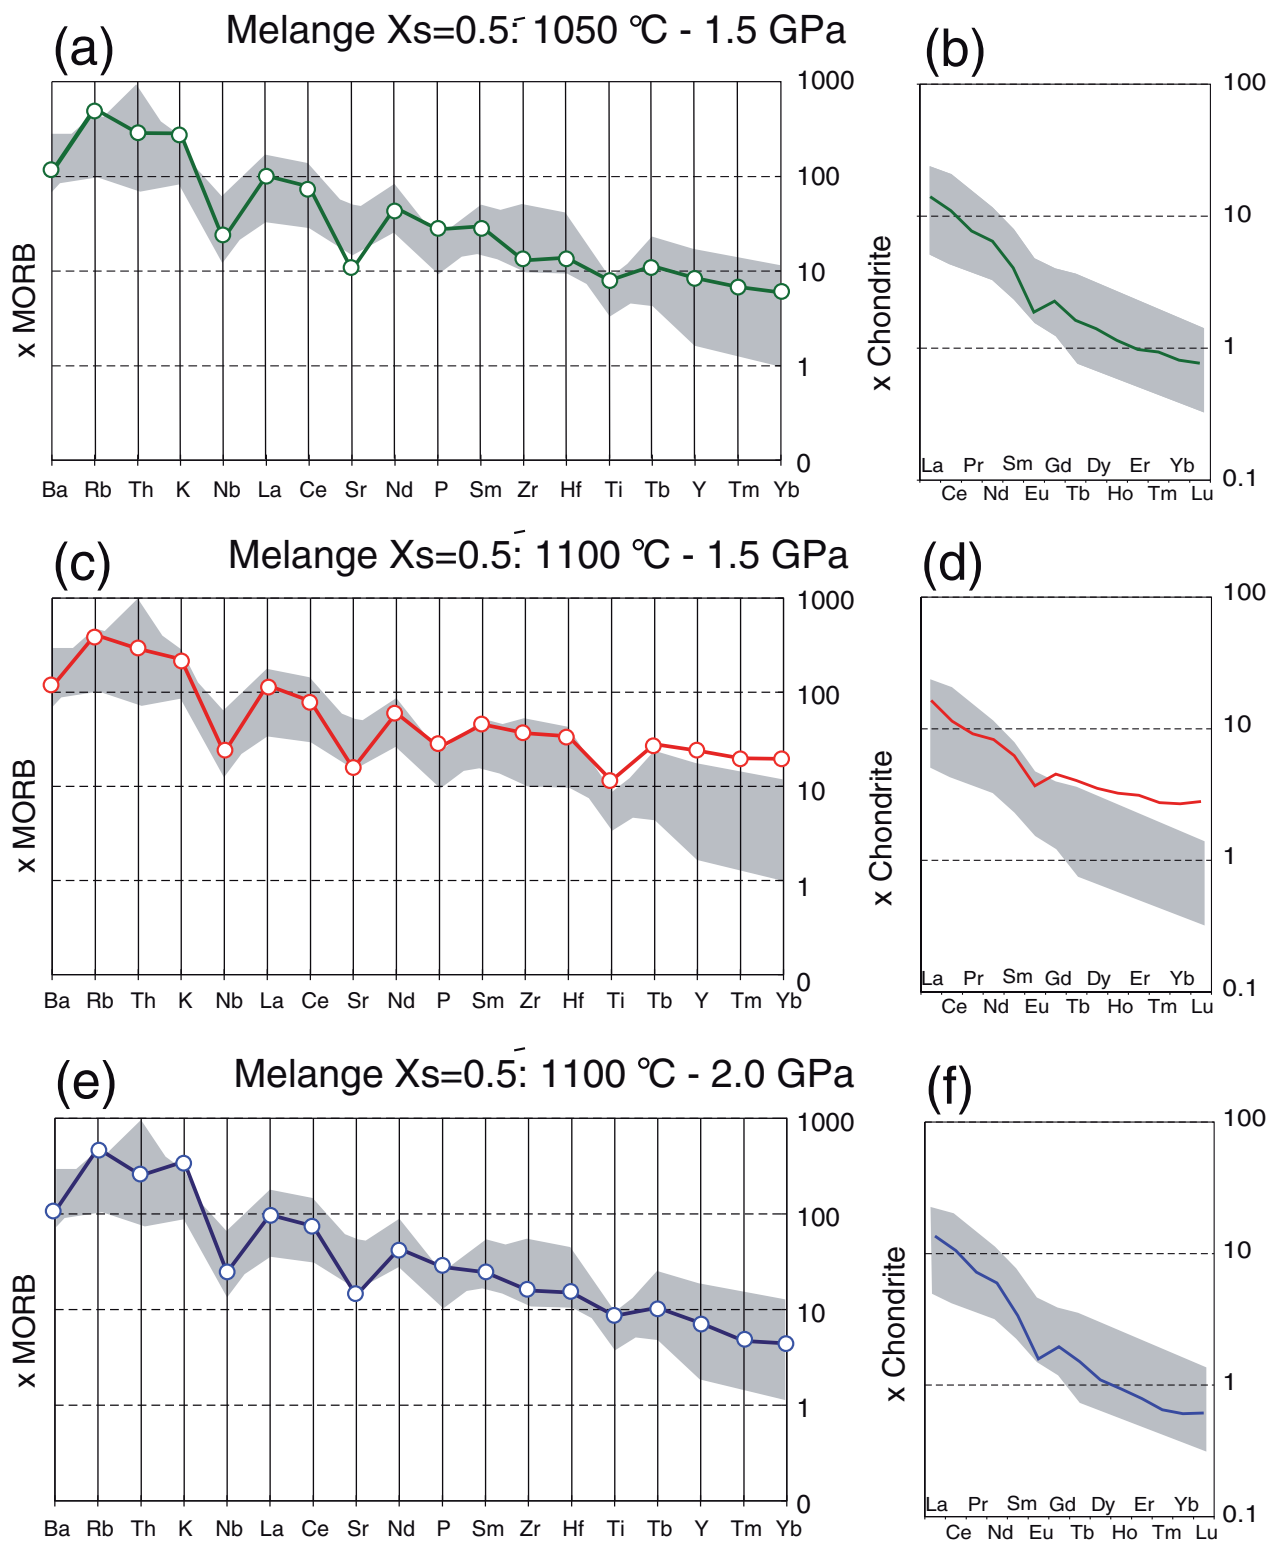 (a) Melange Xs=0.5: 1050 °C - 1.5 GPa
1000
100
10
1
0
x MORB
Ba Rb Th K Nb La Ce Sr Nd P Sm Zr Hf Ti Tb Y Tm Yb
(b)
100
10
1
0.1
x Chondrite
La Pr Sm Gd Dy Er Yb
Ce Nd Eu Tb Ho Tm Lu
(c) Melange Xs=0.5: 1100 °C - 1.5 GPa
1000
100
10
1
0
x MORB
Ba Rb Th K Nb La Ce Sr Nd P Sm Zr Hf Ti Tb Y Tm Yb
(d)
100
10
1
0.1
x Chondrite
La Pr Sm Gd Dy Er Yb
Ce Nd Eu Tb Ho Tm Lu
(e) Melange Xs=0.5: 1100 °C - 2.0 GPa
1000
100
10
1
0
x MORB
Ba Rb Th K Nb La Ce Sr Nd P Sm Zr Hf Ti Tb Y Tm Yb
(f)
100
10
1
0.1
x Chondrite
La Pr Sm Gd Dy Er Yb
Ce Nd Eu Tb Ho Tm Lu